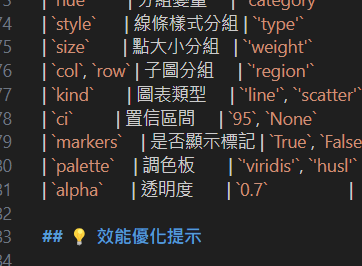 | `hue` | 分組變量 | `'category
74 | `style` | 線條樣式分組 | `'type'`
75 | `size` | 點大小分組 | `'weight'`
76 | `col`, `row` | 子圖分組 | `'region'`
77 | `kind` | 圖表類型 | `'line'`, `'scatter'`
78 | `ci` | 置信區間 | `95`, `None`
79 | `markers` | 是否顯示標記 | `True`, `False
80 | `palette` | 調色板 | `'viridis'`, `'husl'`
81 | `alpha` | 透明度 | `0.7` |
82
83 ## 💡 效能優化提示
84